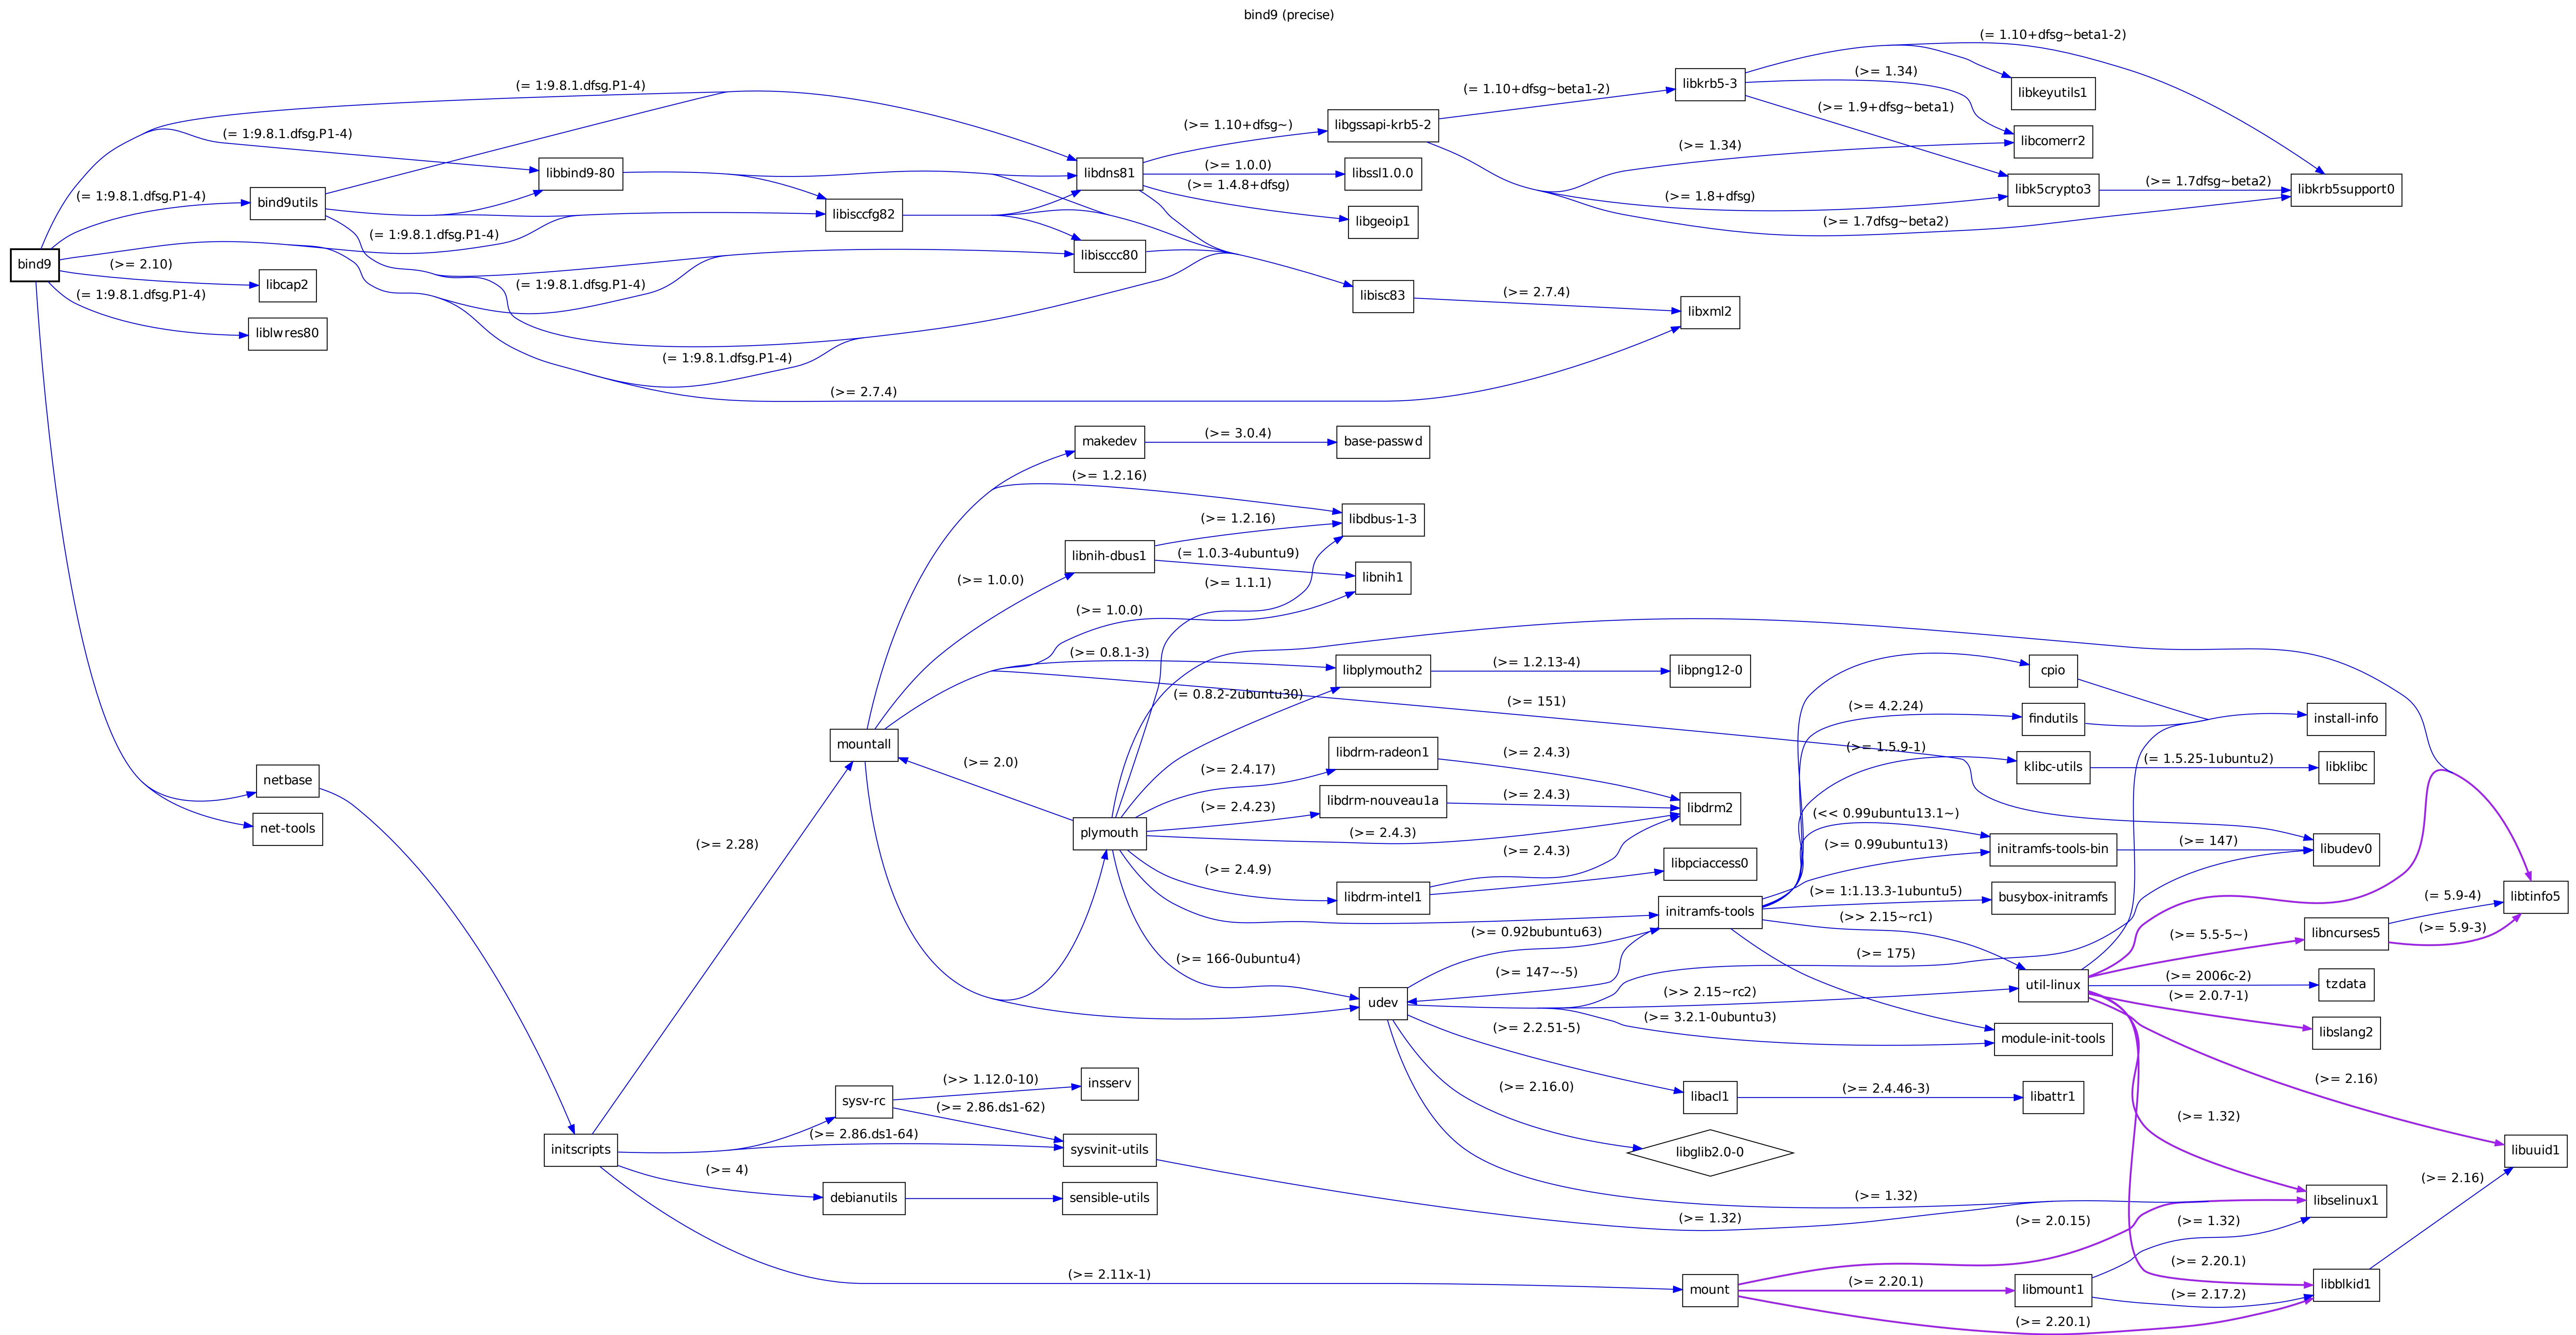 bind9 (precise)
(= 1.10+dfsg~beta1-2)
(>= 1.34)
libkrb5-3
libkeyutils1
(= 1:9.8.1.dfsg.P1-4)
(= 1.10+dfsg~beta1-2)
(>= 1.9+dfsg~beta1)
(>= 1.10+dfsg~)
libgssapi-krb5-2
(= 1:9.8.1.dfsg.P1-4)
libcomerr2
(>= 1.34)
libbind9-80
libdns81
(>= 1.0.0)
libssl1.0.0
(>= 1.4.8+dfsg)
libk5crypto3
(>= 1.7dfsg~beta2)
libkrb5support0
(= 1:9.8.1.dfsg.P1-4)
bind9utils
libisccfg82
(>= 1.8+dfsg)
libgeoip1
(>= 1.7dfsg~beta2)
(= 1:9.8.1.dfsg.P1-4)
libisccc80
bind9
(>= 2.10)
libcap2
(= 1:9.8.1.dfsg.P1-4)
(= 1:9.8.1.dfsg.P1-4)
libisc83
(>= 2.7.4)
libxml2
liblwres80
(= 1:9.8.1.dfsg.P1-4)
(>= 2.7.4)
makedev
(>= 3.0.4)
base-passwd
(>= 1.2.16)
(>= 1.2.16)
libdbus-1-3
libnih-dbus1
(= 1.0.3-4ubuntu9)
(>= 1.0.0)
(>= 1.1.1)
libnih1
(>= 1.0.0)
(>= 0.8.1-3)
libplymouth2
(>= 1.2.13-4)
libpng12-0
cpio
(= 0.8.2-2ubuntu30)
(>= 151)
(>= 4.2.24)
findutils
install-info
mountall
(>= 1.5.9-1)
libdrm-radeon1
(>= 2.4.3)
(>= 2.0)
(>= 2.4.17)
klibc-utils
(= 1.5.25-1ubuntu2)
libklibc
netbase
(>= 2.4.23)
libdrm-nouveau1a
(>= 2.4.3)
libdrm2
(<< 0.99ubuntu13.1~)
net-tools
plymouth
(>= 2.4.3)
(>= 2.28)
(>= 2.4.3)
(>= 0.99ubuntu13)
initramfs-tools-bin
(>= 147)
libudev0
libpciaccess0
(>= 2.4.9)
libdrm-intel1
(>= 1:1.13.3-1ubuntu5)
busybox-initramfs
(= 5.9-4)
libtinfo5
initramfs-tools
(>> 2.15~rc1)
(>= 0.92bubuntu63)
(>= 5.5-5~)
libncurses5
(>= 5.9-3)
(>= 166-0ubuntu4)
(>= 147~-5)
(>= 175)
(>= 2006c-2)
util-linux
tzdata
udev
(>> 2.15~rc2)
(>= 2.0.7-1)
(>= 2.2.51-5)
(>= 3.2.1-0ubuntu3)
module-init-tools
libslang2
(>> 1.12.0-10)
insserv
(>= 2.16.0)
(>= 2.16)
sysv-rc
(>= 2.86.ds1-62)
libacl1
(>= 2.4.46-3)
libattr1
(>= 2.86.ds1-64)
(>= 1.32)
initscripts
sysvinit-utils
libglib2.0-0
libuuid1
(>= 4)
debianutils
sensible-utils
(>= 1.32)
(>= 2.16)
libselinux1
(>= 1.32)
(>= 2.0.15)
(>= 1.32)
(>= 2.11x-1)
(>= 2.20.1)
mount
(>= 2.20.1)
libmount1
libblkid1
(>= 2.17.2)
(>= 2.20.1)